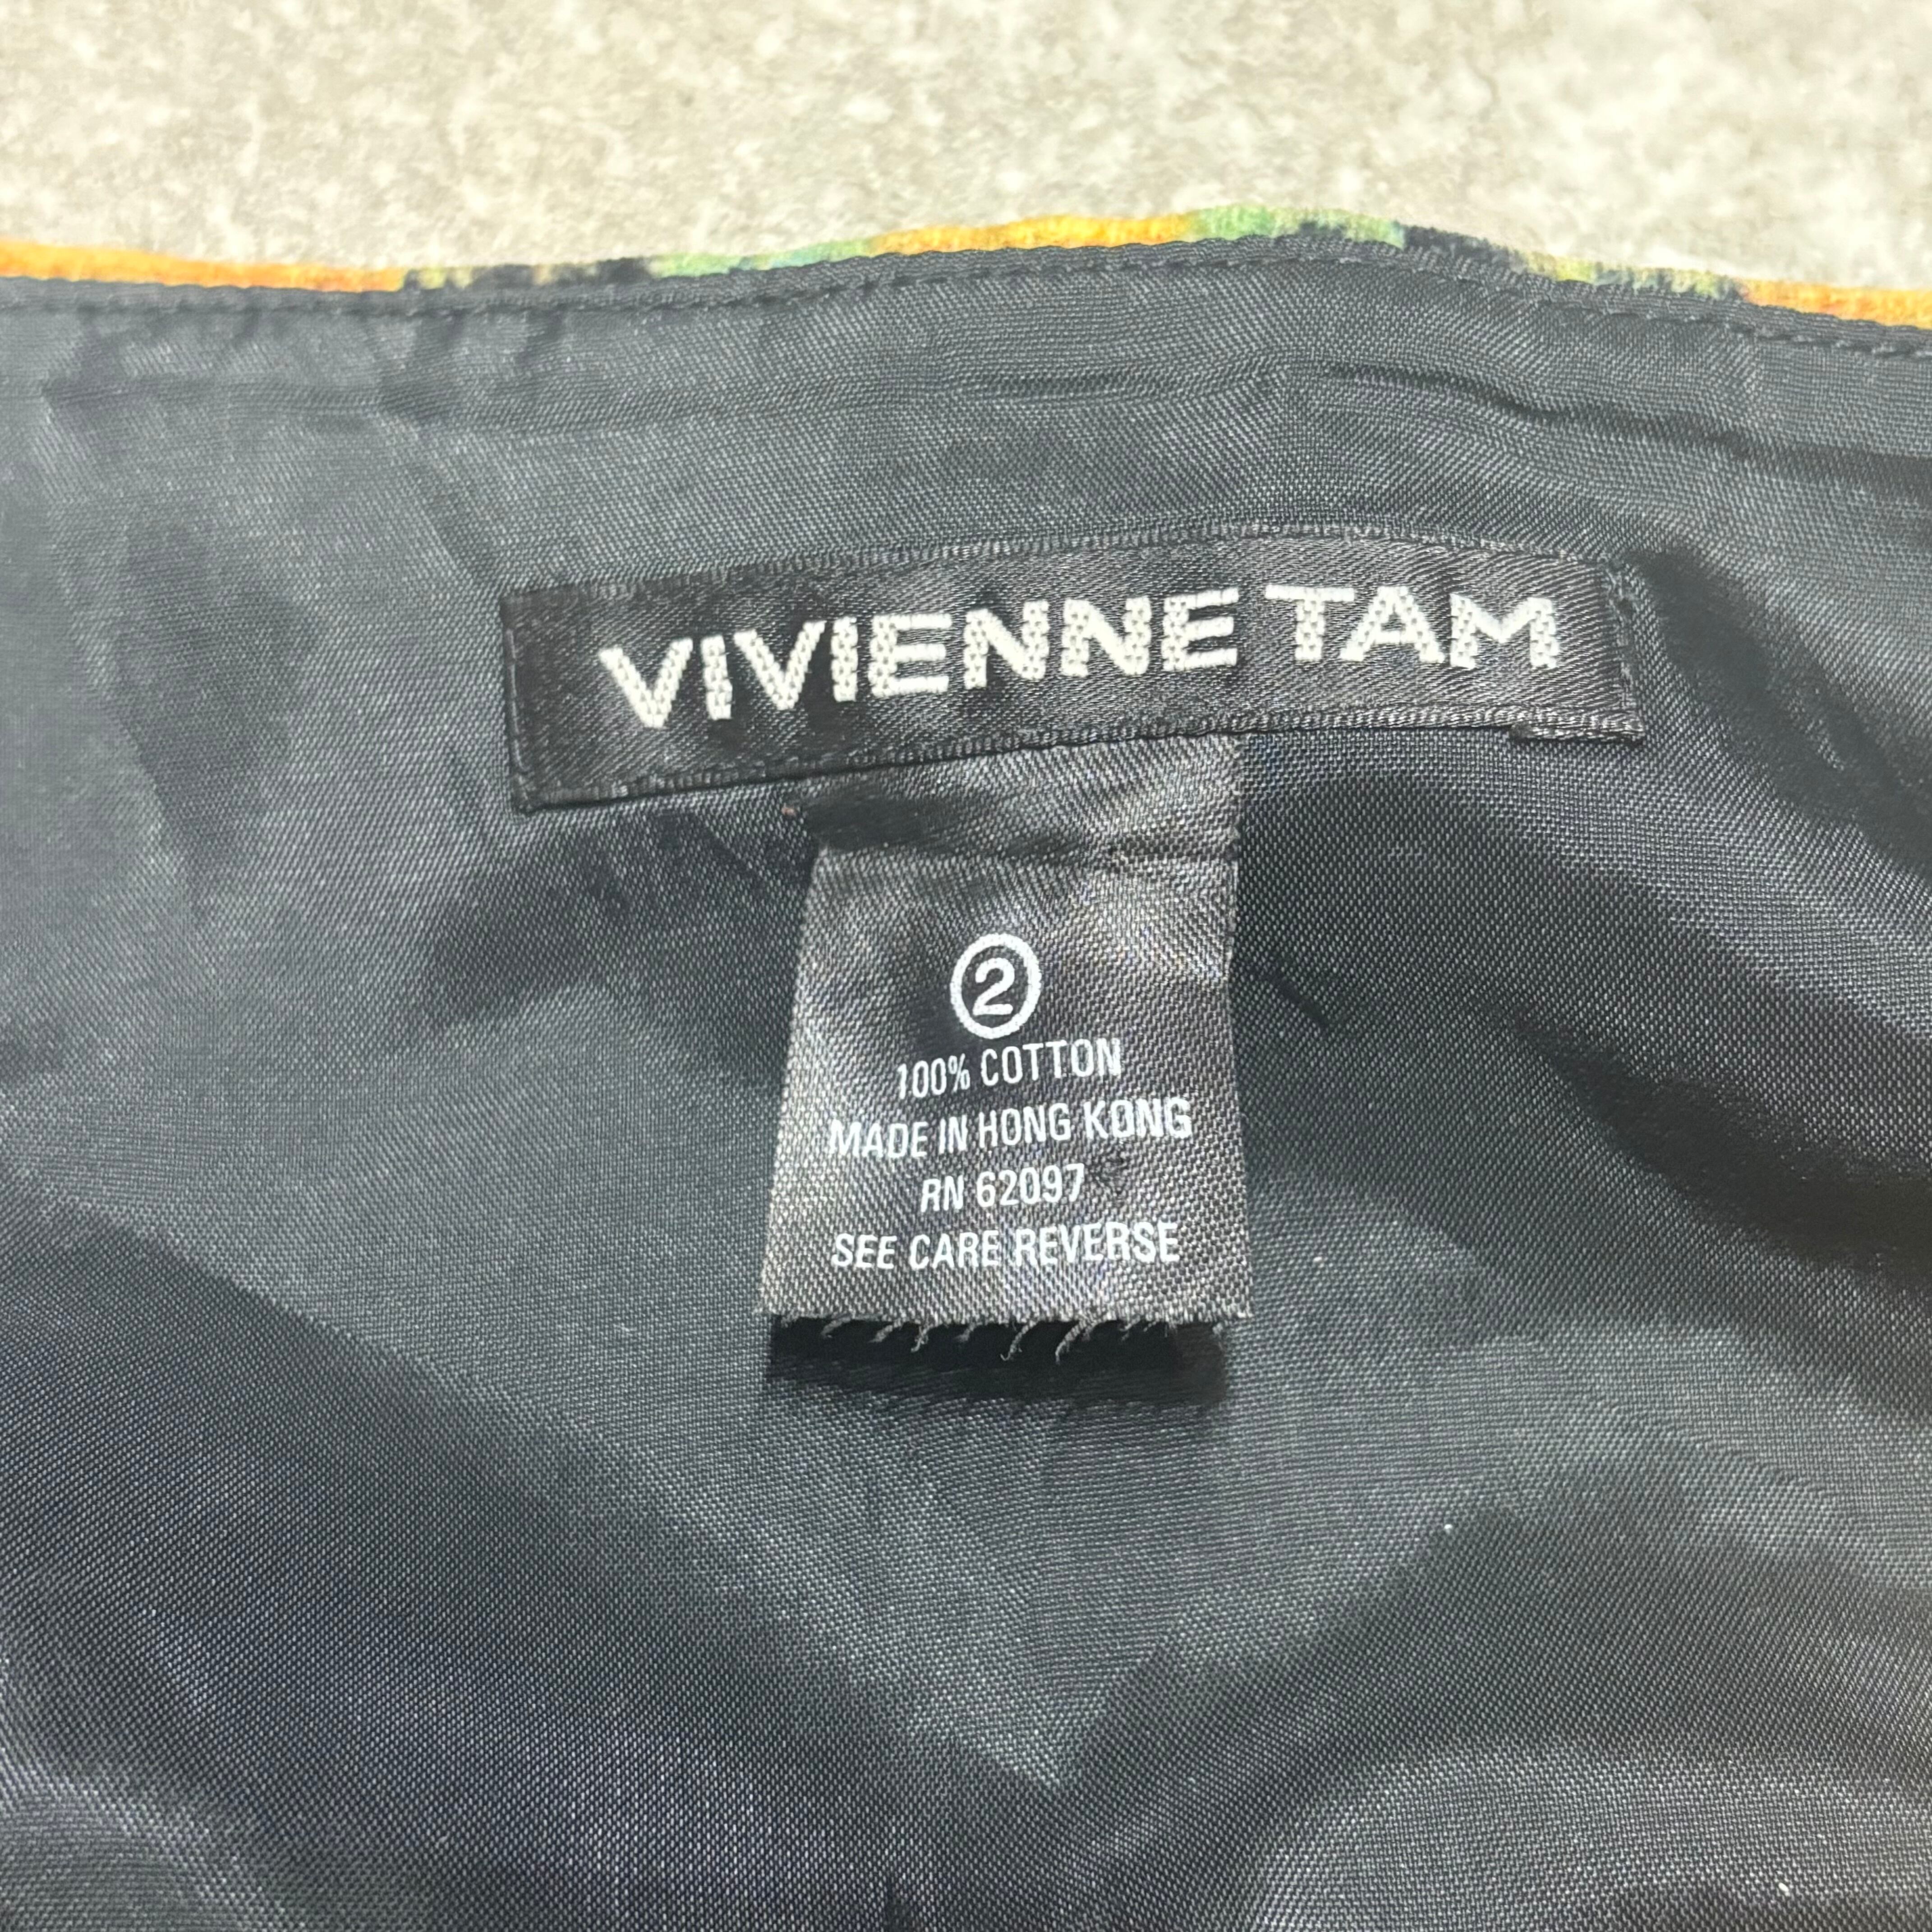 VIVIENNE TAM
2
100% COTTON
MADE IN HONG KONG
RN 62097
SEE CARE REVERSE